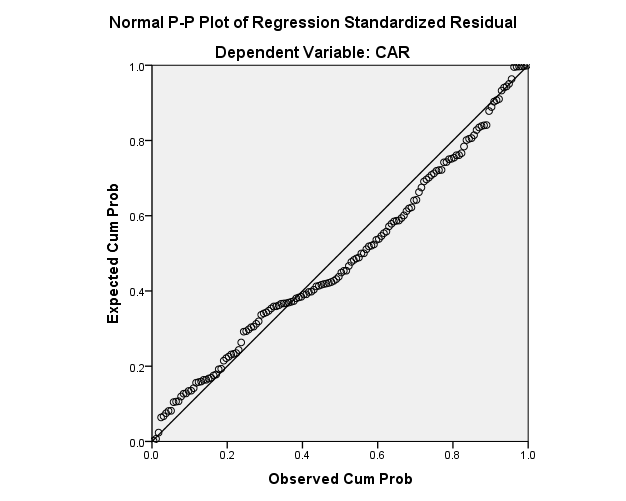 Normal P-P Plot of Regression Standardized Residual
Dependent Variable: CAR
1.0
0.8
0.6
0.4
0.2
0.0
Expected Cum Prob
0.0 0.2 0.4 0.6 0.8 1.0
Observed Cum Prob